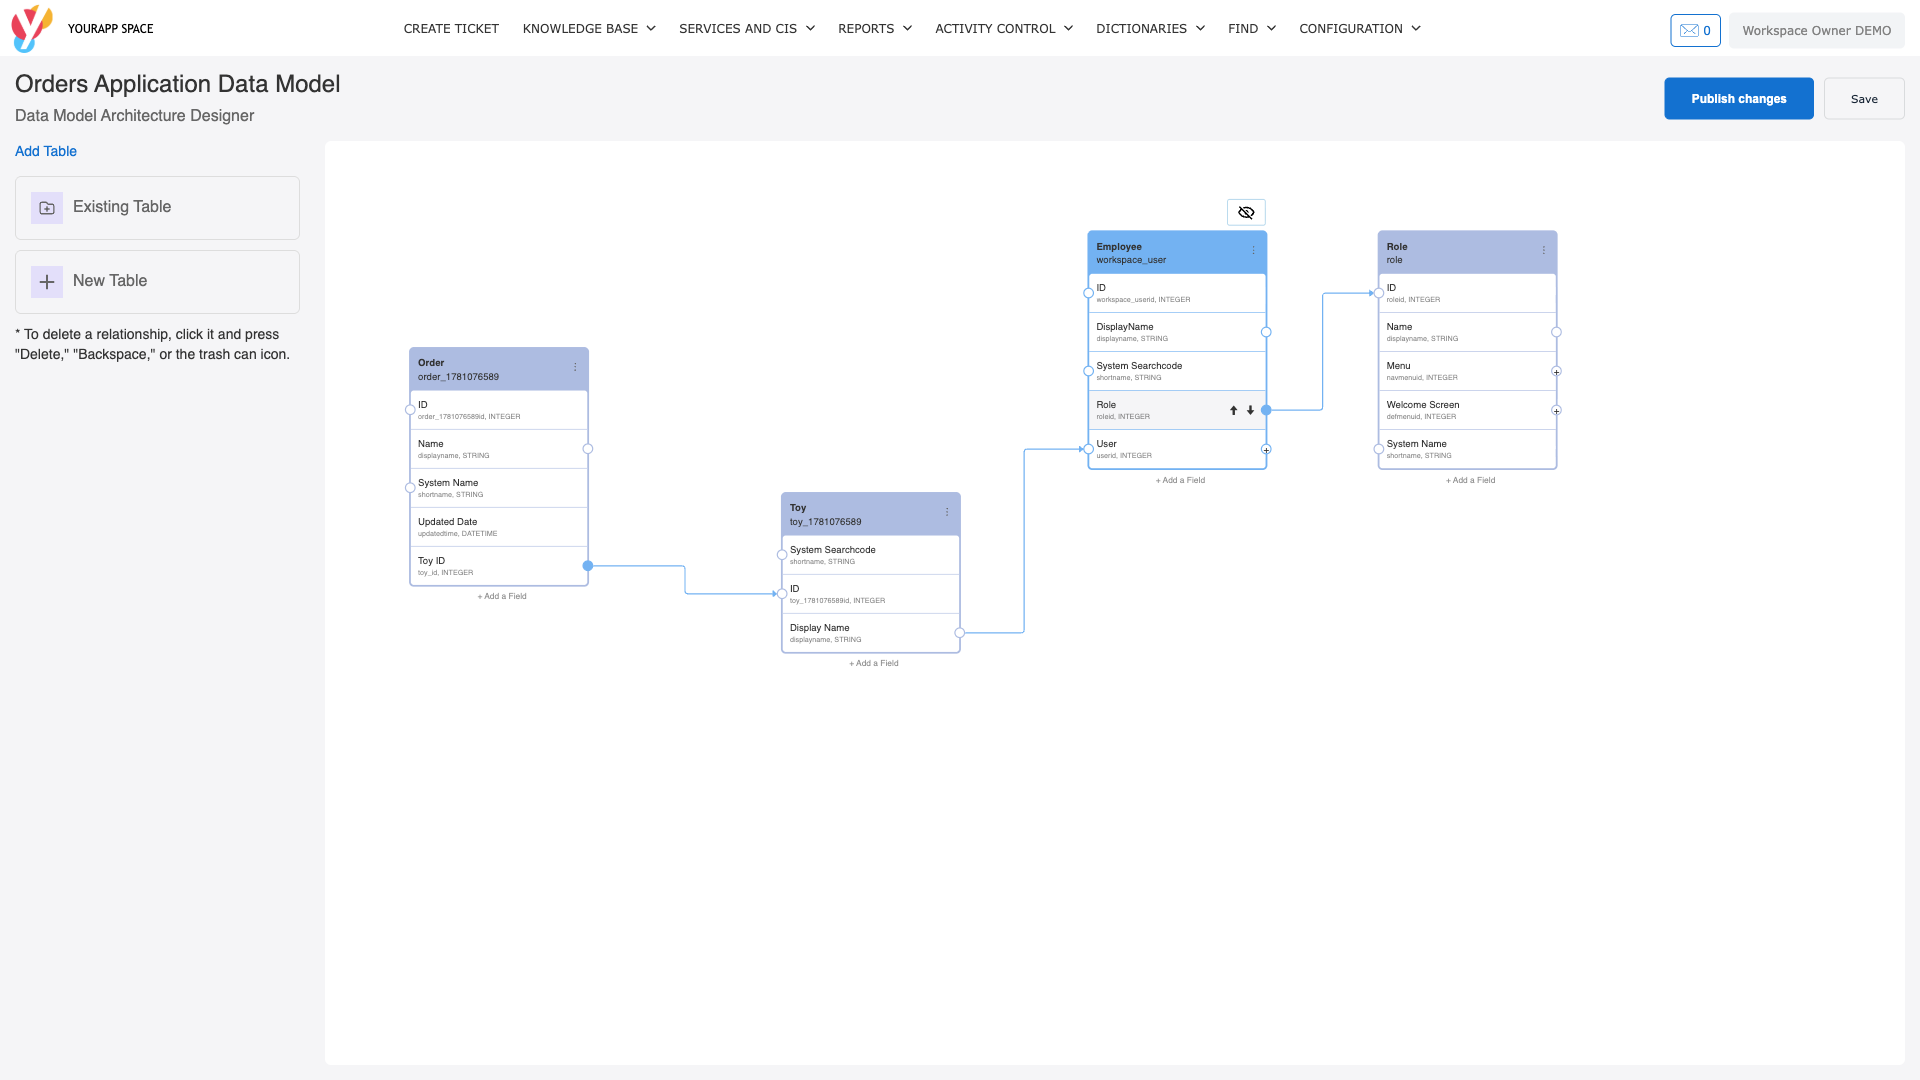 YOURAPP SPACE
CREATE TICKET
KNOWLEDGE BASE
SERVICES AND CIS
REPORTS
ACTIVITY CONTROL
DICTIONARIES
FIND
CONFIGURATION
0
Workspace Owner DEMO
Orders Application Data Model
Data Model Architecture Designer
Publish changes
Save
Add Table
Existing Table
New Table
* To delete a relationship, click it and press
"Delete," "Backspace," or the trash can icon.
Order
order_1781076589
ID
order_1781076589id, INTEGER
Name
displayname, STRING
System Name
shortname, STRING
Updated Date
updatedtime, DATETIME
Toy ID
toy_id, INTEGER
+ Add a Field
Toy
toy_1781076589
System Searchcode
shortname, STRING
ID
toy_1781076589id, INTEGER
Display Name
displayname, STRING
+ Add a Field
Employee
workspace_user
ID
workspace_userid, INTEGER
DisplayName
displayname, STRING
System Searchcode
shortname, STRING
Role
roleid, INTEGER
User
userid, INTEGER
+ Add a Field
Role
role
ID
roleid, INTEGER
Name
displayname, STRING
Menu
navmenuid, INTEGER
Welcome Screen
defmenuid, INTEGER
System Name
shortname, STRING
+ Add a Field